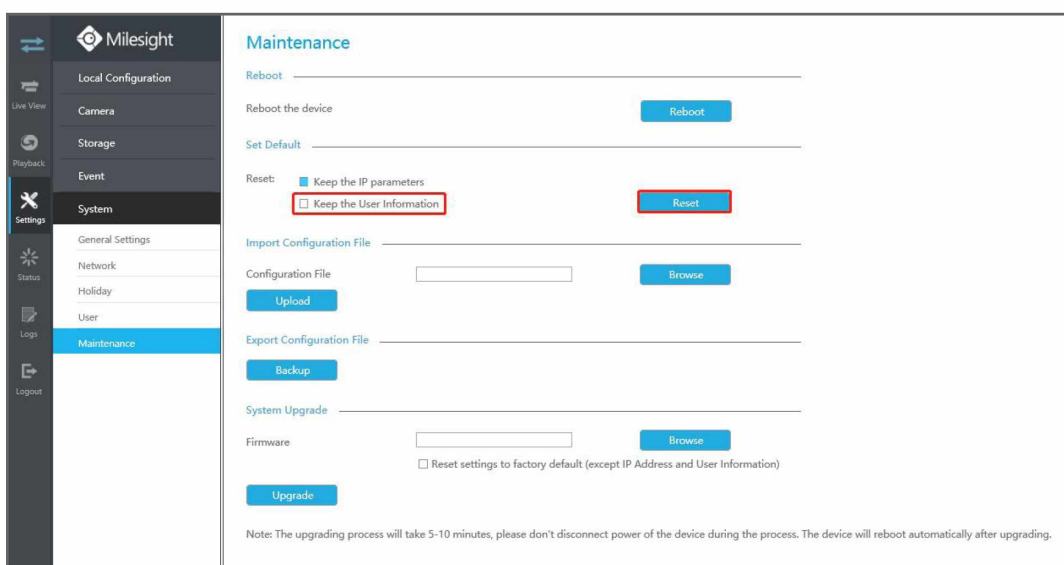 Milesight
Live View
Playback
Settings
Status
Logs
Logout
Local Configuration
Camera
Storage
Event
System
General Settings
Network
Holiday
User
Maintenance
Maintenance
Reboot
Reboot the device
Reboot
Set Default
Reset:
Keep the IP parameters
Keep the User Information
Reset
Import Configuration File
Configuration File
Browse
Upload
Export Configuration File
Backup
System Upgrade
Firmware
Browse
Reset settings to factory default (except IP Address and User Information)
Upgrade
Note: The upgrading process will take 5-10 minutes, please don't disconnect power of the device during the process. The device will reboot automatically after upgrading.